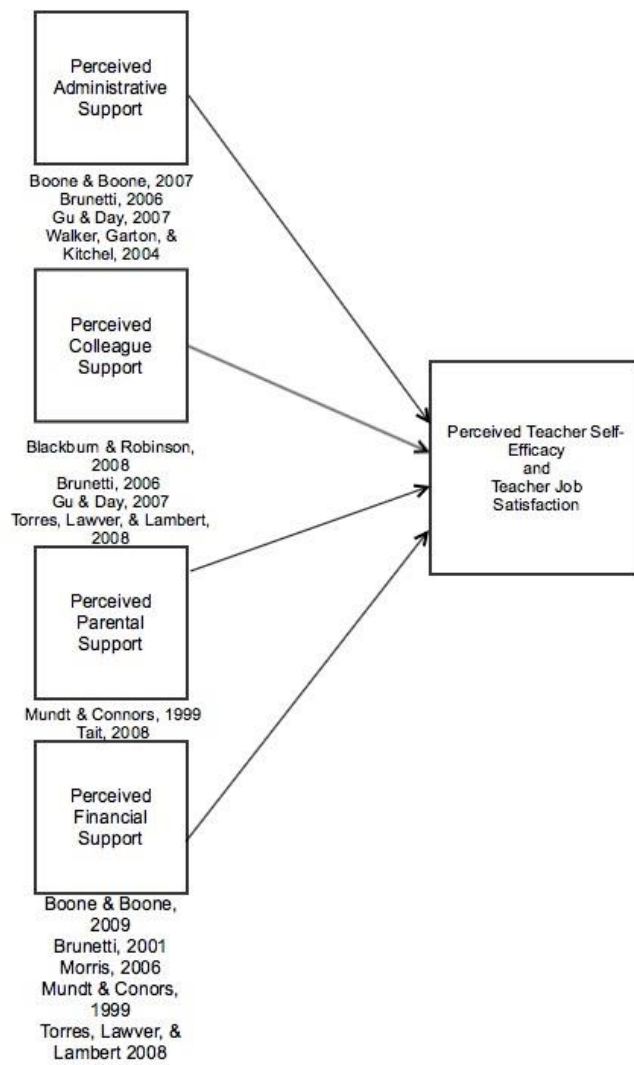 Perceived
Administrative
Support
Boone & Boone, 2007
Brunetti, 2006
Gu & Day, 2007
Walker, Garton, &
Kitchel, 2004
Perceived
Colleague
Support
Blackburn & Robinson,
2008
Brunetti, 2006
Gu & Day, 2007
Torres, Lawver, & Lambert,
2008
Perceived
Parental
Support
Mundt & Connors, 1999
Tait, 2008
Perceived
Financial
Support
Boone & Boone,
2009
Brunetti, 2001
Morris, 2006
Mundt & Conors,
1999
Torres, Lawver, &
Lambert 2008
Perceived Teacher Self-
Efficacy
and
Teacher Job
Satisfaction